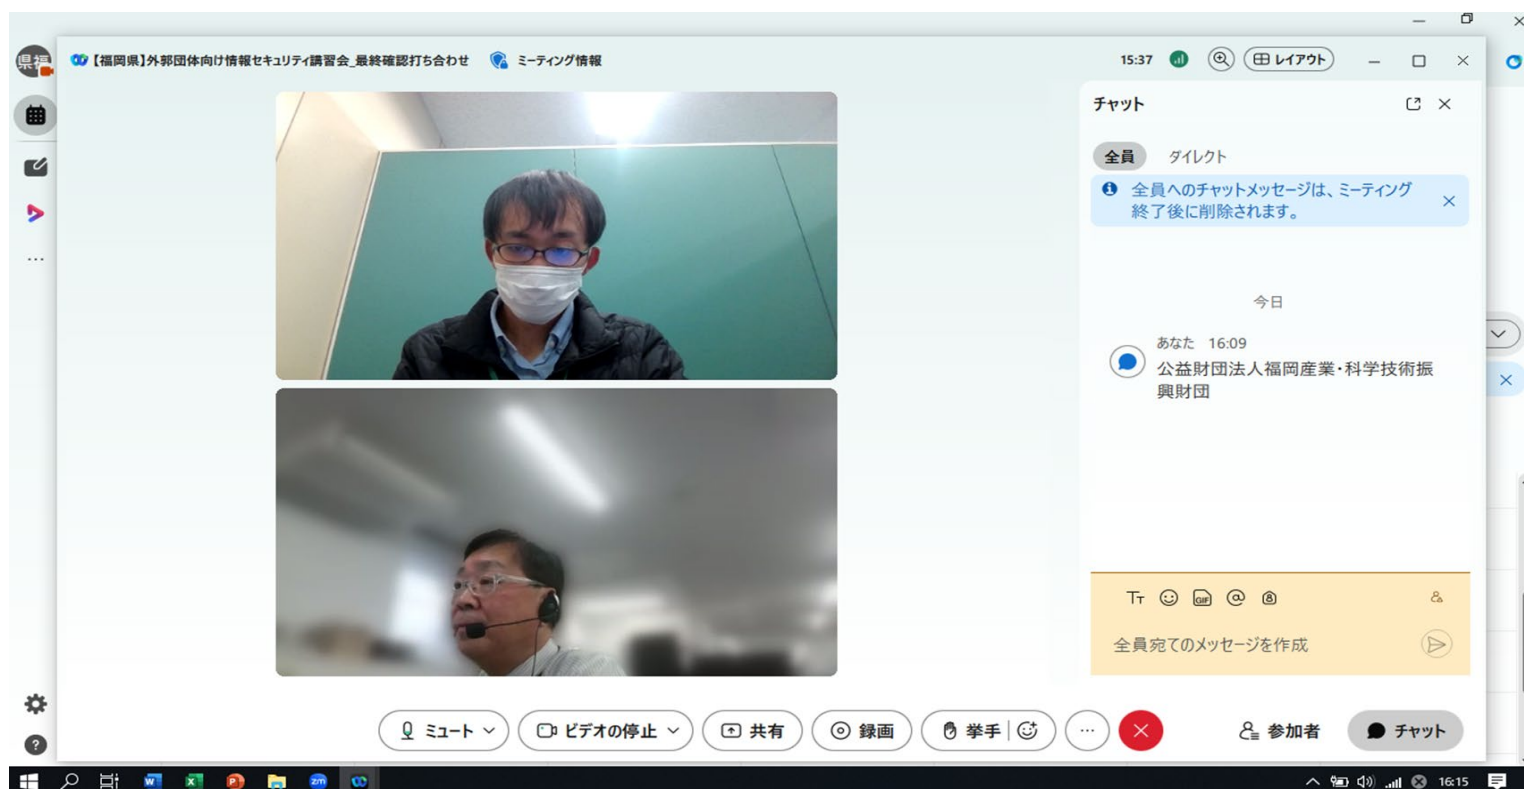 県福
【福岡県】外郭団体向け情報セキュリティ講習会_最終確認打ち合わせ
ミーティング情報
15:37
レイアウト
チャット
全員
ダイレクト
全員へのチャットメッセージは、ミーティング
終了後に削除されます。
今日
あなた 16:09
公益財団法人福岡産業・科学技術振
興財団
GIF
全員宛てのメッセージを作成
ミュート
ビデオの停止
共有
録画
挙手
参加者
チャット
zm
16:15